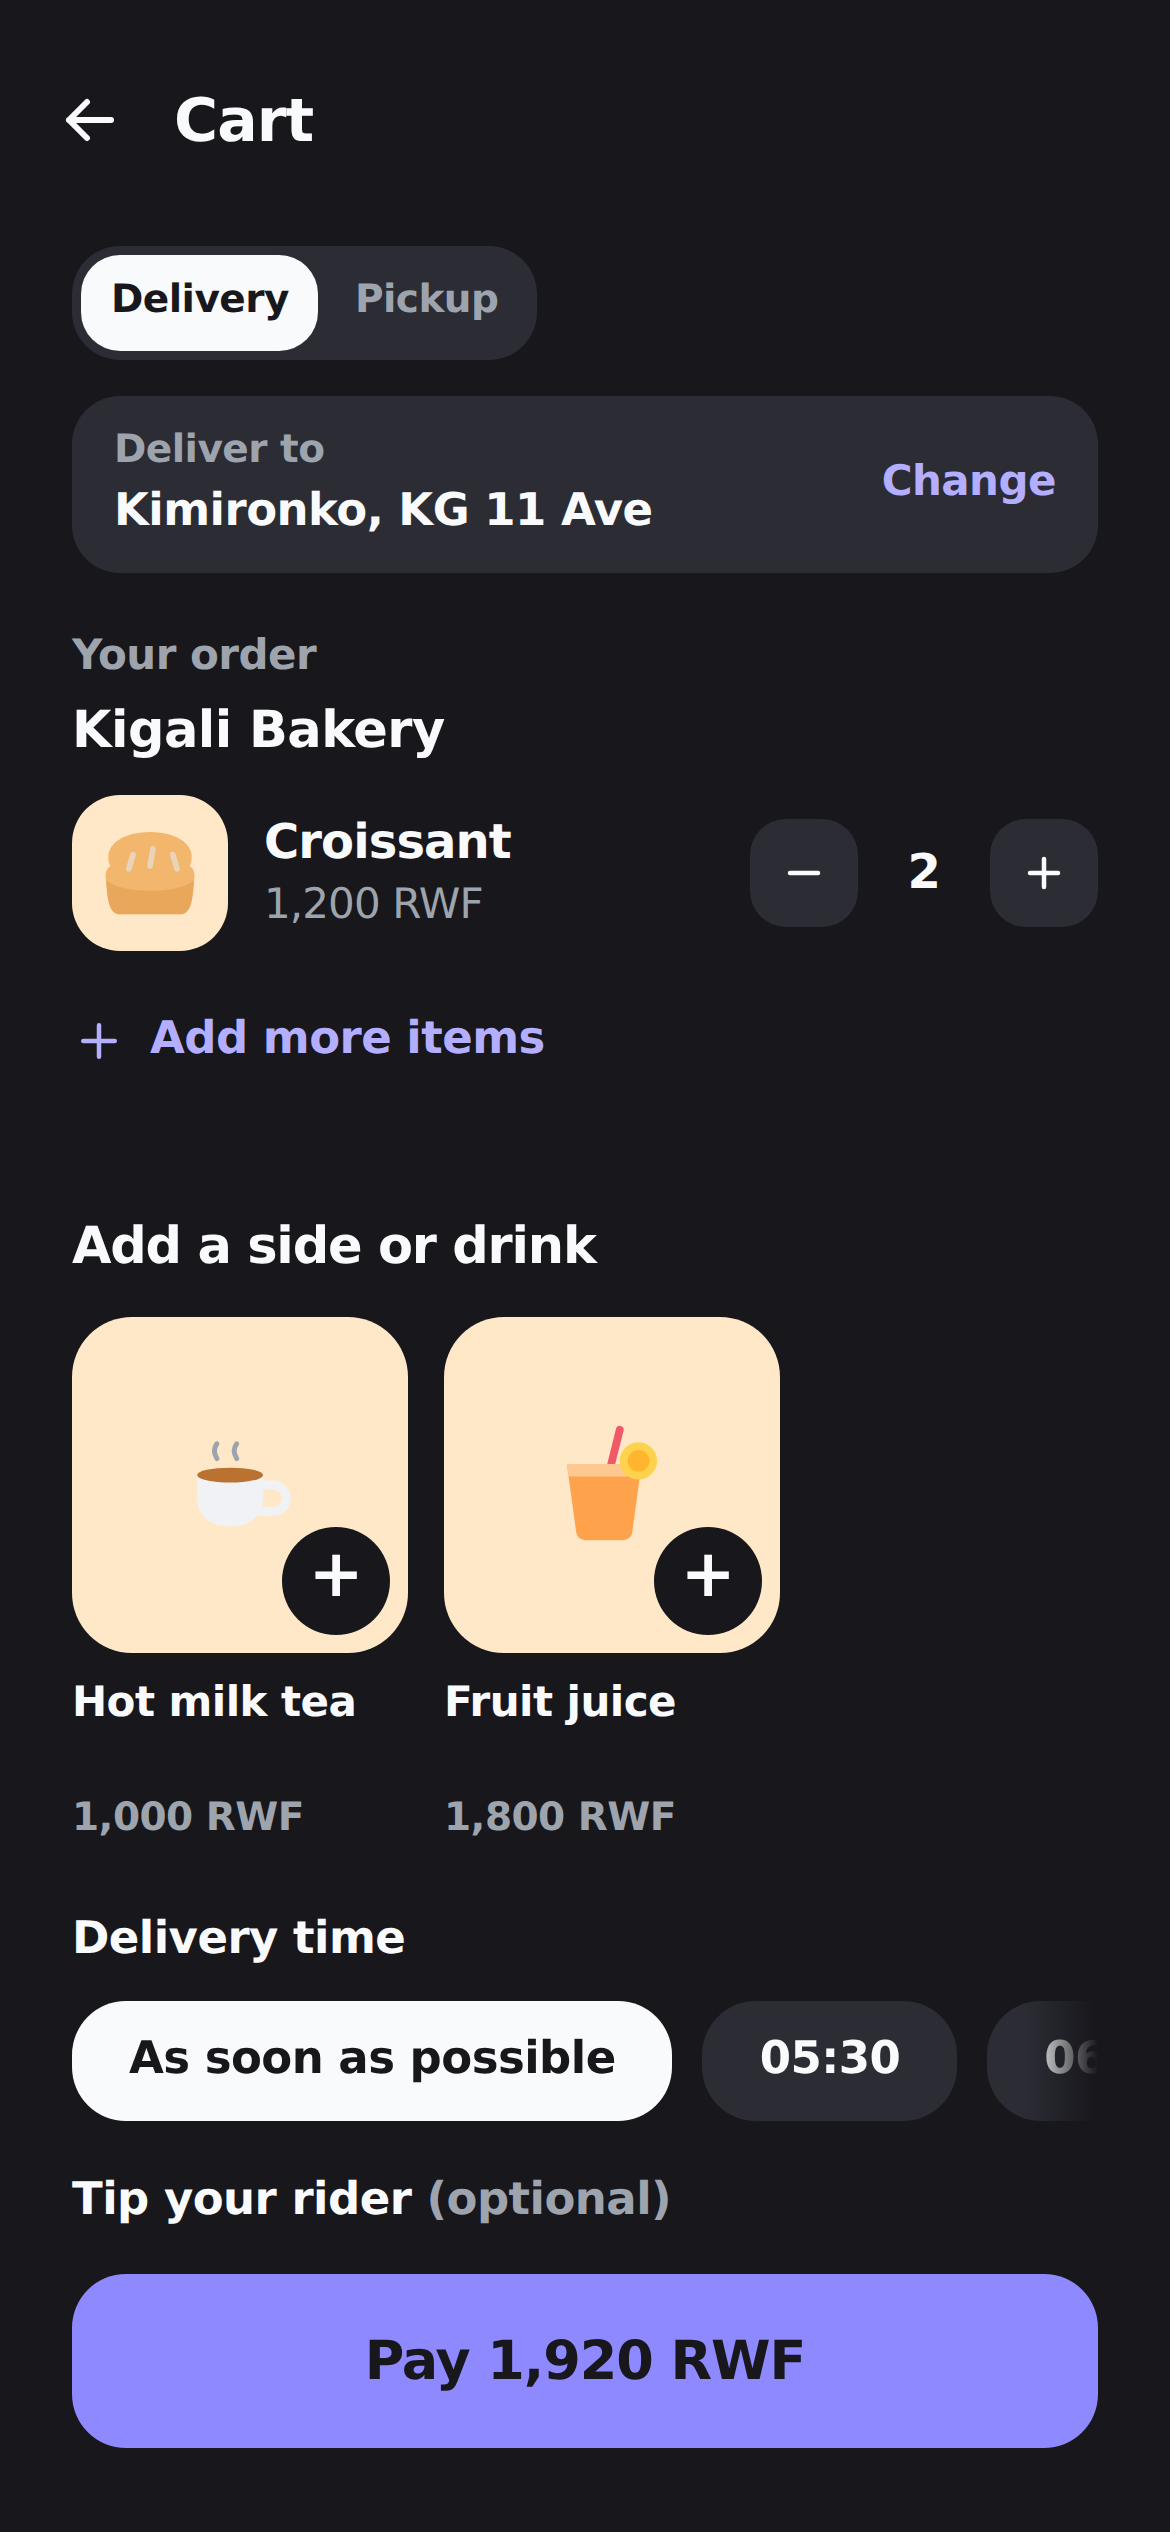 Cart
Delivery
Pickup
Deliver to
Kimironko, KG 11 Ave
Change
Your order
Kigali Bakery
Croissant
1,200 RWF
2
Add more items
Add a side or drink
Hot milk tea
Fruit juice
1,000 RWF
1,800 RWF
Delivery time
As soon as possible
05:30
Tip your rider (optional)
Pay 1,920 RWF